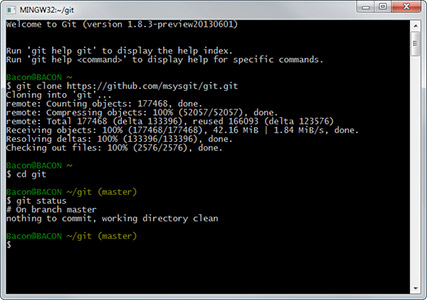 MINGW32:~/git
Welcome to Git (version 1.8.3-preview20130601)
Run 'git help git' to display the help index.
Run 'git help <command>' to display help for specific commands.
Bacon@BACON ~
$ git clone https://github.com/msysgit/git.git
Cloning into 'git'...
remote: Counting objects: 177468, done.
remote: Compressing objects: 100% (52057/52057), done.
remote: Total 177468 (delta 133396), reused 166093 (delta 123576)
Receiving objects: 100% (177468/177468), 42.16 MiB | 1.84 MiB/s, done.
Resolving deltas: 100% (133396/133396), done.
Checking out files: 100% (2576/2576), done.
Bacon@BACON ~
$ cd git
Bacon@BACON ~/git (master)
$ git status
# On branch master
nothing to commit, working directory clean
Bacon@BACON ~/git (master)
$